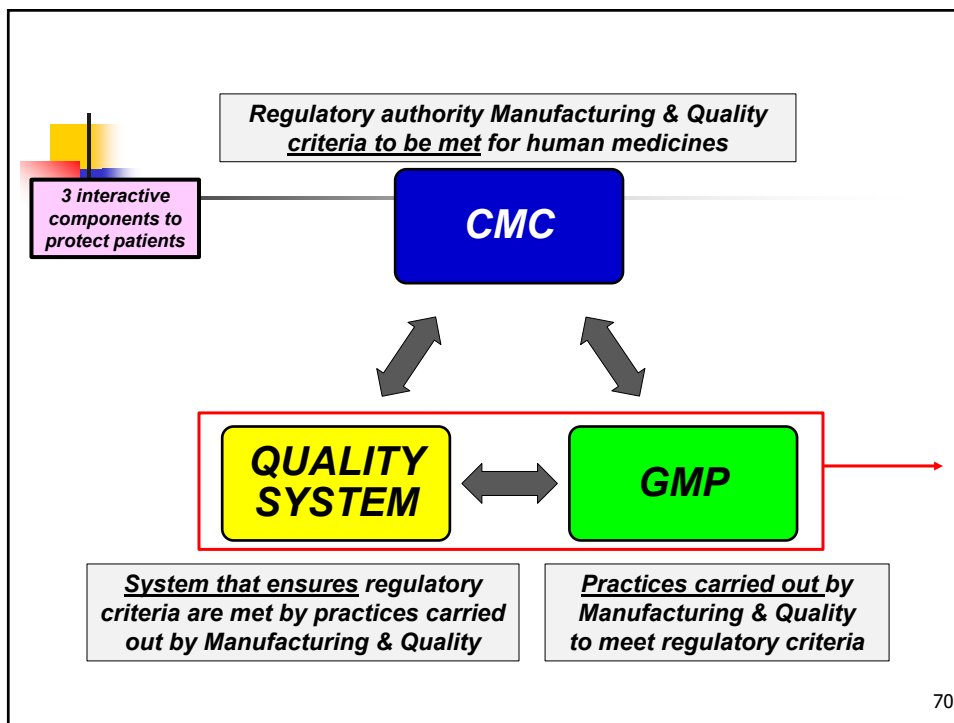 Regulatory authority Manufacturing & Quality
criteria to be met for human medicines
3 interactive
components to
protect patients
CMC
QUALITY
SYSTEM
GMP
System that ensures regulatory
criteria are met by practices carried
out by Manufacturing & Quality
Practices carried out by
Manufacturing & Quality
to meet regulatory criteria
70